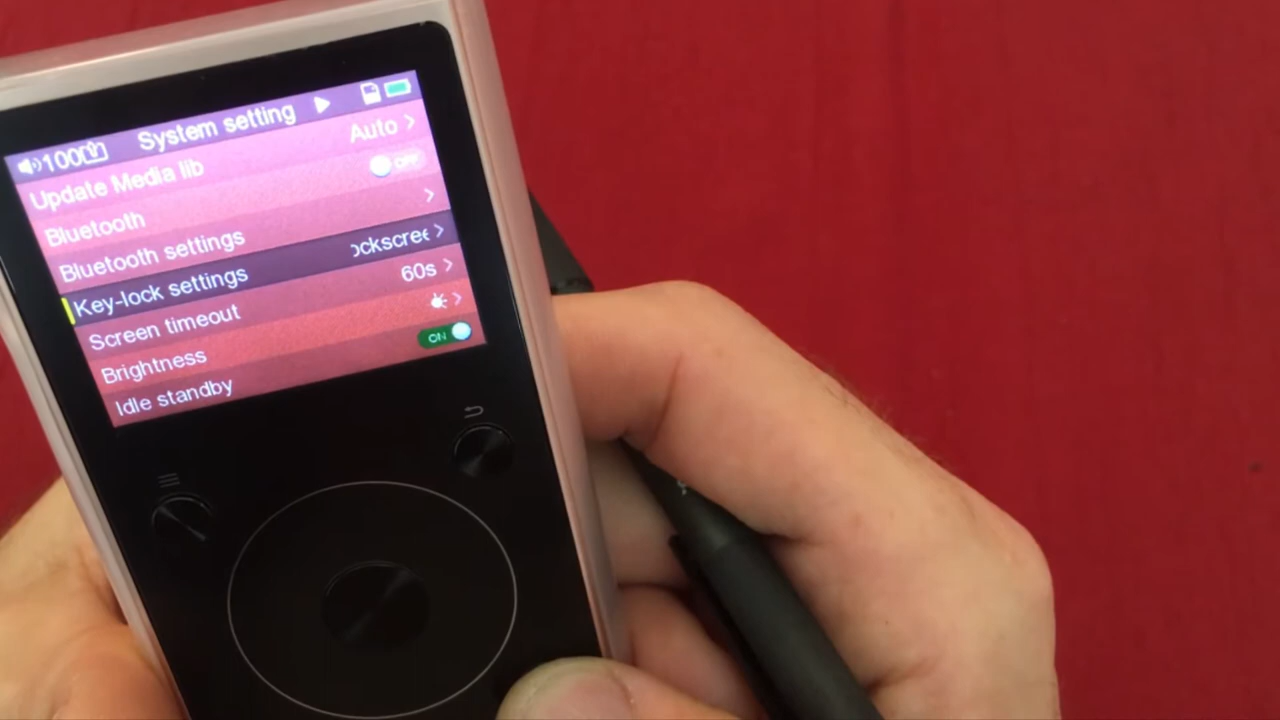 100 System setting
Update Media lib Auto
Bluetooth OFF
Bluetooth settings
Key-lock settings ockscree
Screen timeout 60s
Brightness
Idle standby ON